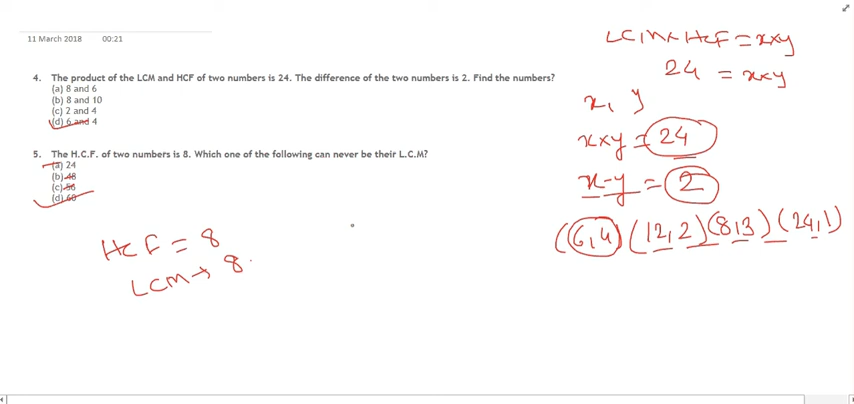 11 March 2018 00:21
4. The product of the LCM and HCF of two numbers is 24. The difference of the two numbers is 2. Find the numbers?
(a) 8 and 6
(b) 8 and 10
(c) 2 and 4
(d) 6 and 4
5. The H.C.F. of two numbers is 8. Which one of the following can never be their L.C.M?
(a) 24
(b) 48
(c) 56
(d) 60
HCF = 8
LCM → 8
LCM × HCF = x×y
24 = x×y
x, y
x×y = 24
x-y = 2
(6,4) (12,2) (8,3) (24,1)